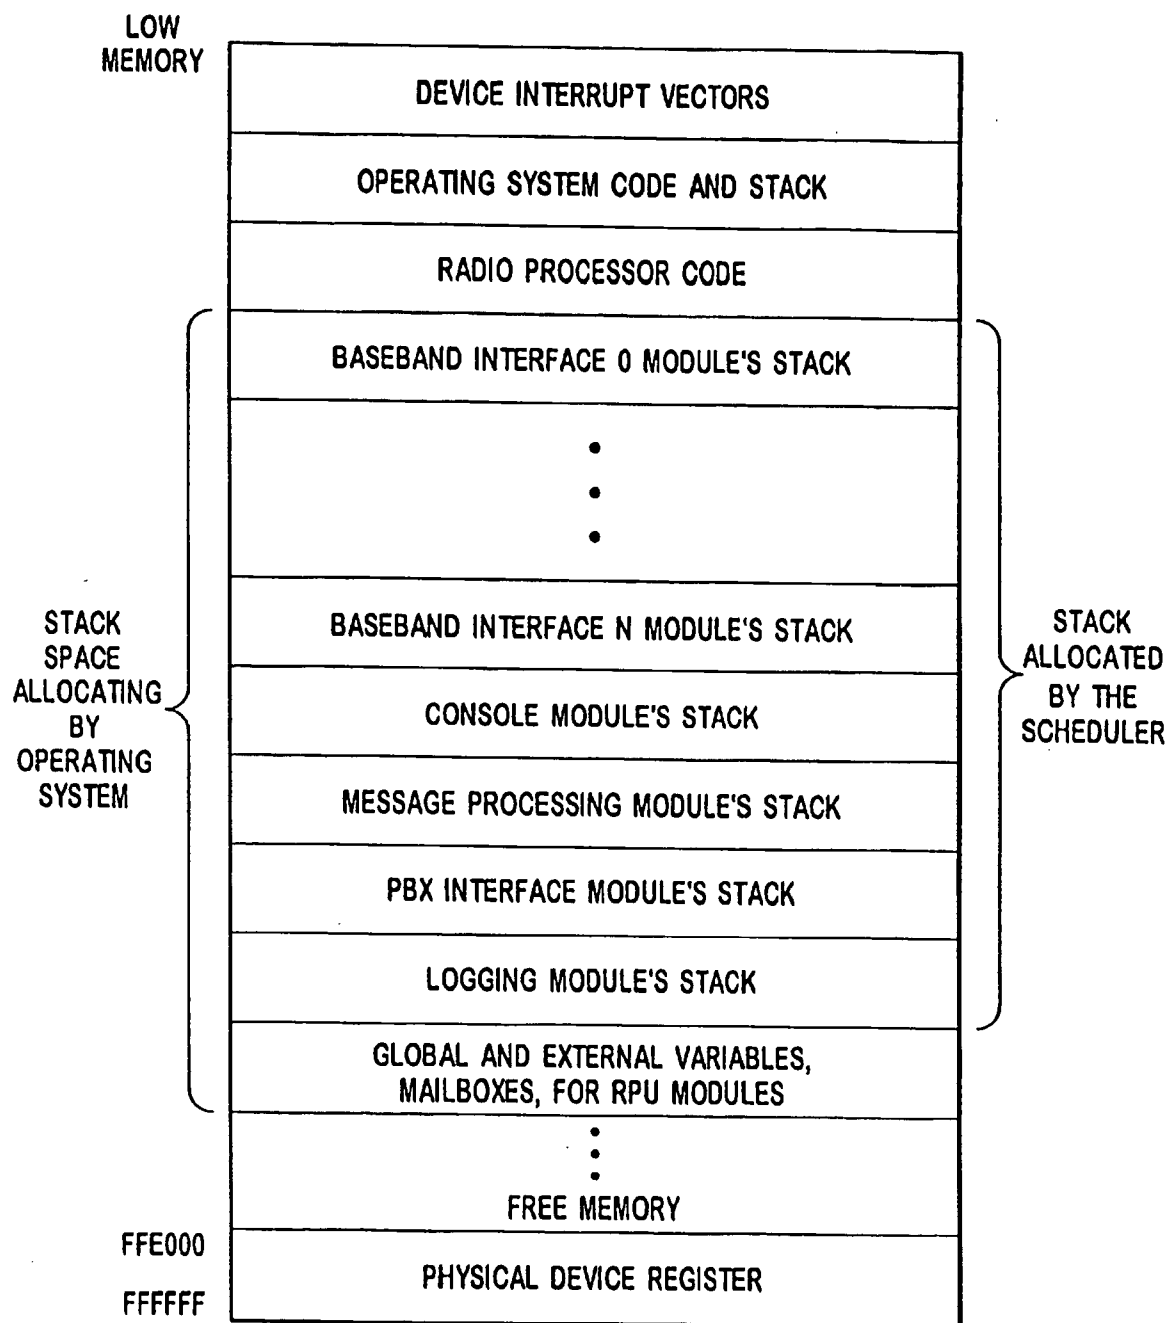 LOW
MEMORY
DEVICE INTERRUPT VECTORS
OPERATING SYSTEM CODE AND STACK
RADIO PROCESSOR CODE
BASEBAND INTERFACE 0 MODULE'S STACK
BASEBAND INTERFACE N MODULE'S STACK
CONSOLE MODULE'S STACK
MESSAGE PROCESSING MODULE'S STACK
PBX INTERFACE MODULE'S STACK
LOGGING MODULE'S STACK
GLOBAL AND EXTERNAL VARIABLES,
MAILBOXES, FOR RPU MODULES
FREE MEMORY
PHYSICAL DEVICE REGISTER
STACK
SPACE
ALLOCATING
BY
OPERATING
SYSTEM
STACK
ALLOCATED
BY THE
SCHEDULER
FFE000
FFFFFF